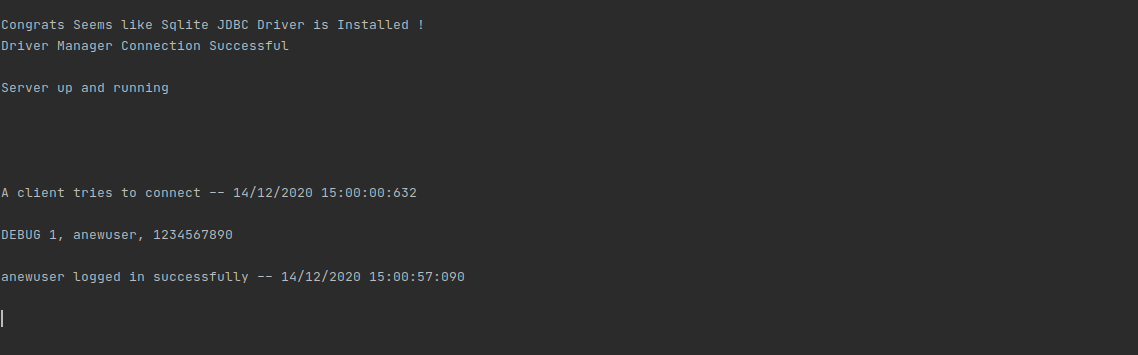 Congrats Seems like Sqlite JDBC Driver is Installed !
Driver Manager Connection Successful
Server up and running
A client tries to connect -- 14/12/2020 15:00:00:632
DEBUG 1, anewuser, 1234567890
anewuser logged in successfully -- 14/12/2020 15:00:57:090